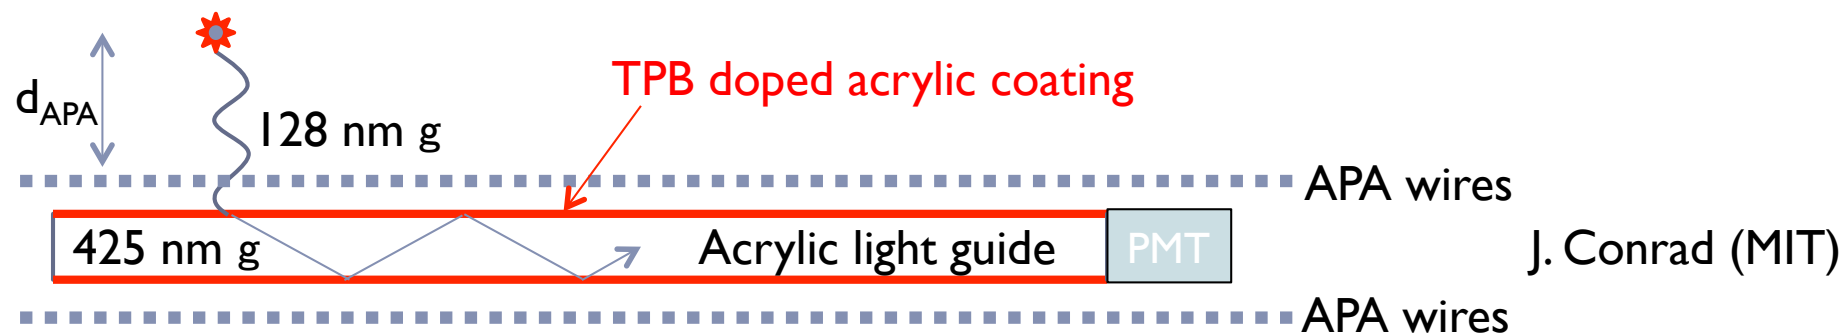 TPB doped acrylic coating
dAPA
128 nm g
APA wires
425 nm g
Acrylic light guide
PMT
J. Conrad (MIT)
APA wires